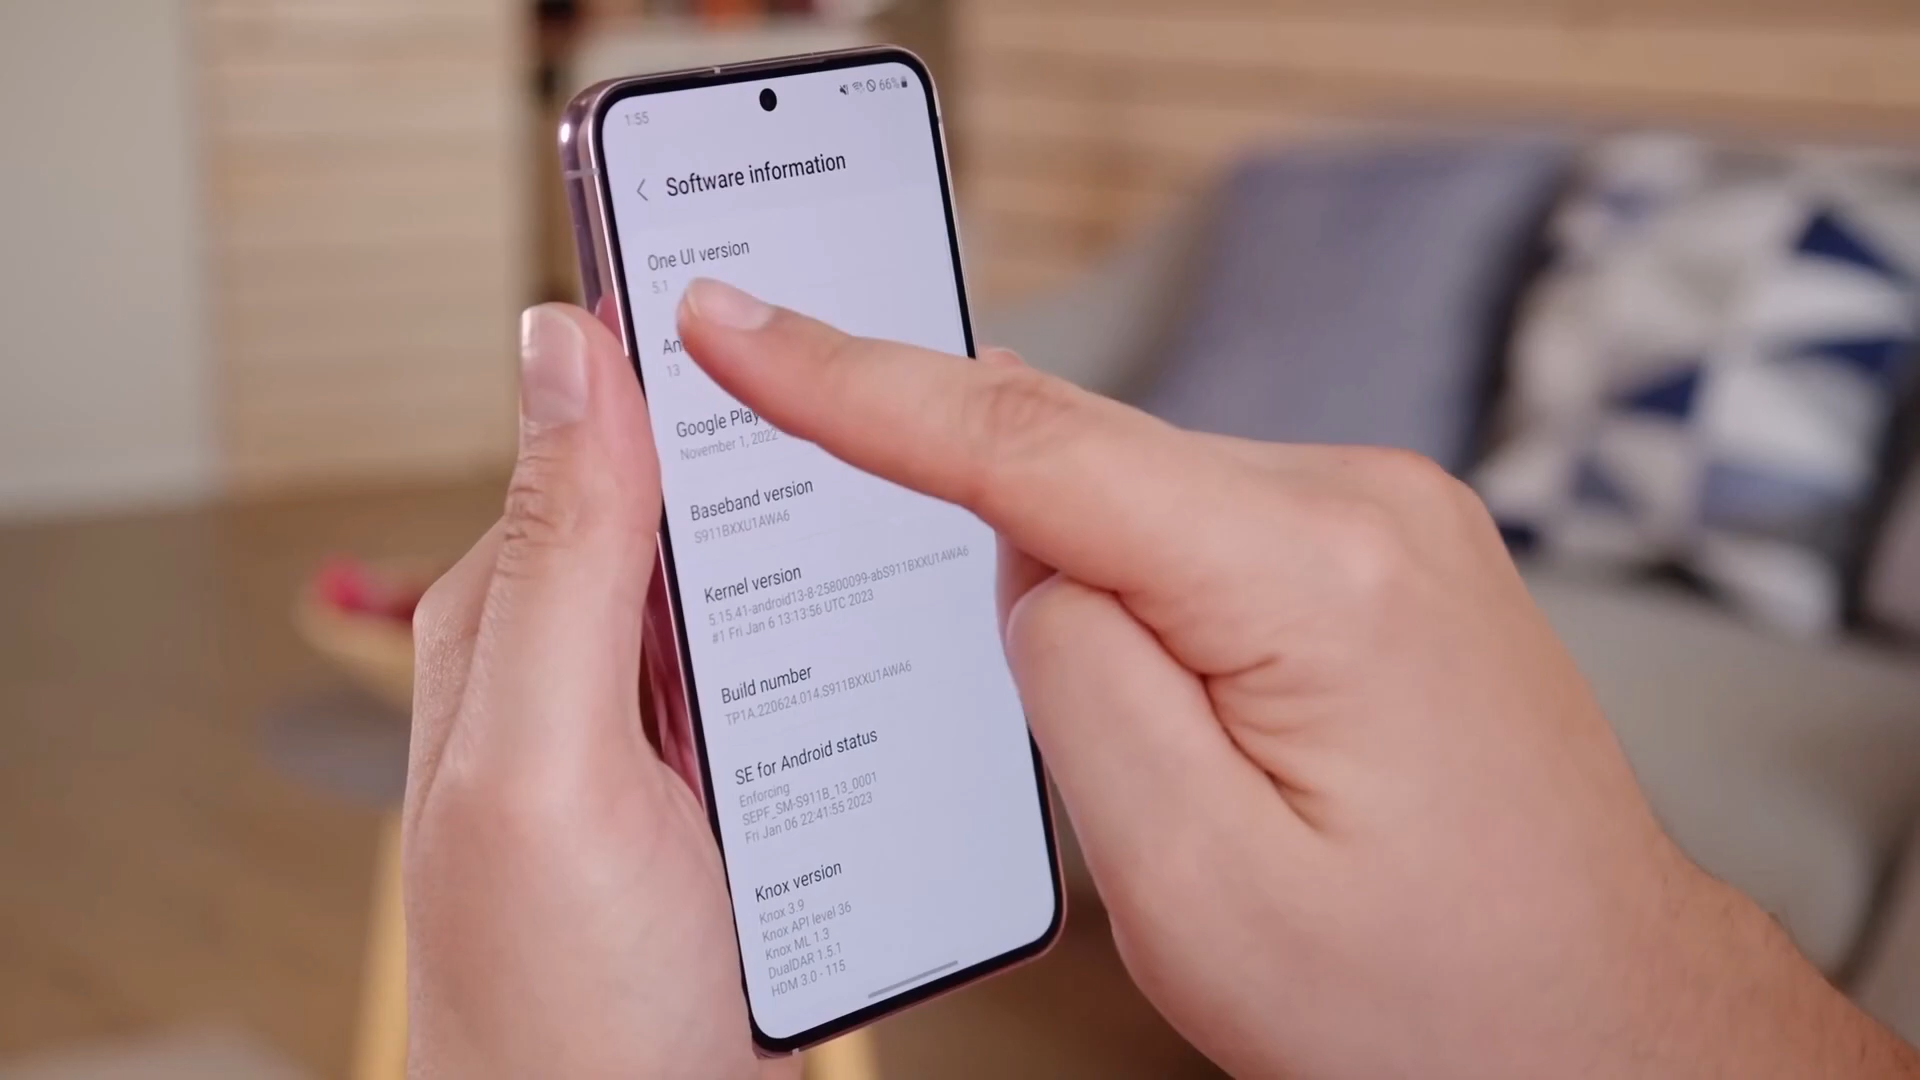 1:55
66%
Software information
One UI version
5.1
An
13
Google Play
November 1, 2022
Baseband version
S911BXXU1AWA6
Kernel version
5.15.41-android13-8-25800099-abS911BXXU1AWA6
#1 Fri Jan 6 13:13:56 UTC 2023
Build number
TP1A.220624.014.S911BXXU1AWA6
SE for Android status
Enforcing
SEPF_SM-S911B_13_0001
Fri Jan 06 22:41:55 2023
Knox version
Knox 3.9
Knox API level 36
Knox ML 1.3
DualDAR 1.5.1
HDM 3.0 - 115